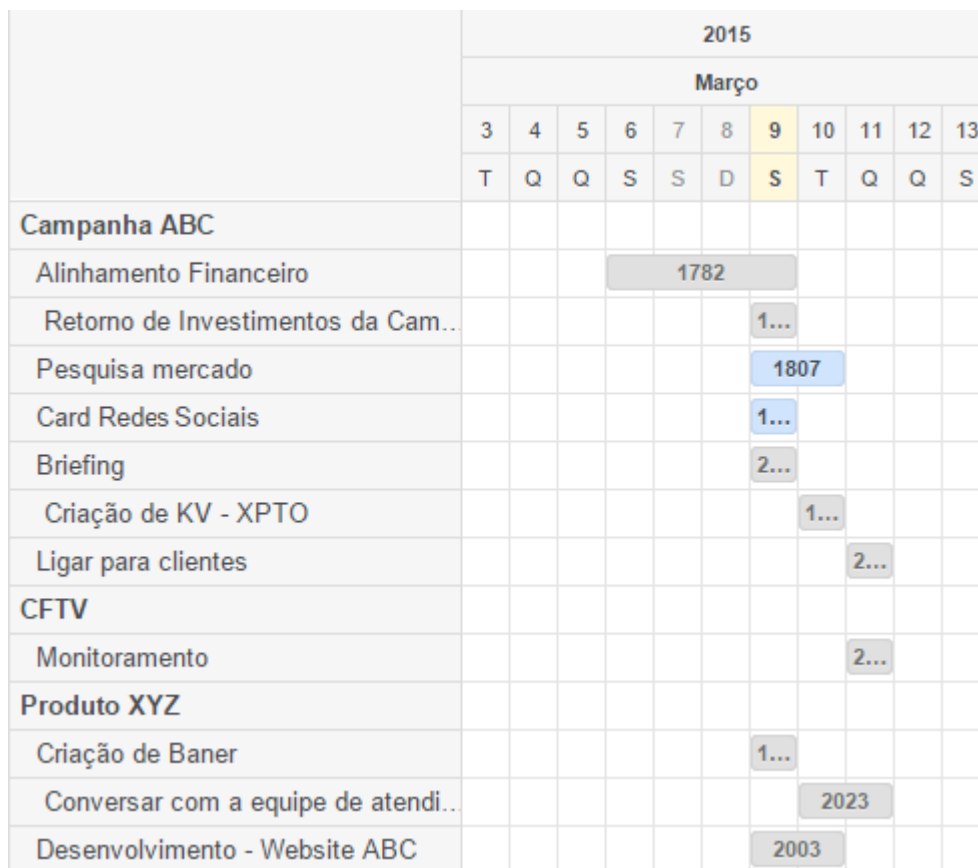 2015
Março
3 4 5 6 7 8 9 10 11 12 13
T Q Q S S D S T Q Q S
Campanha ABC
Alinhamento Financeiro 1782
Retorno de Investimentos da Cam... 1...
Pesquisa mercado 1807
Card Redes Sociais 1...
Briefing 2...
Criação de KV - XPTO 1...
Ligar para clientes 2...
CFTV
Monitoramento 2...
Produto XYZ
Criação de Baner 1...
Conversar com a equipe de atendi... 2023
Desenvolvimento - Website ABC 2003